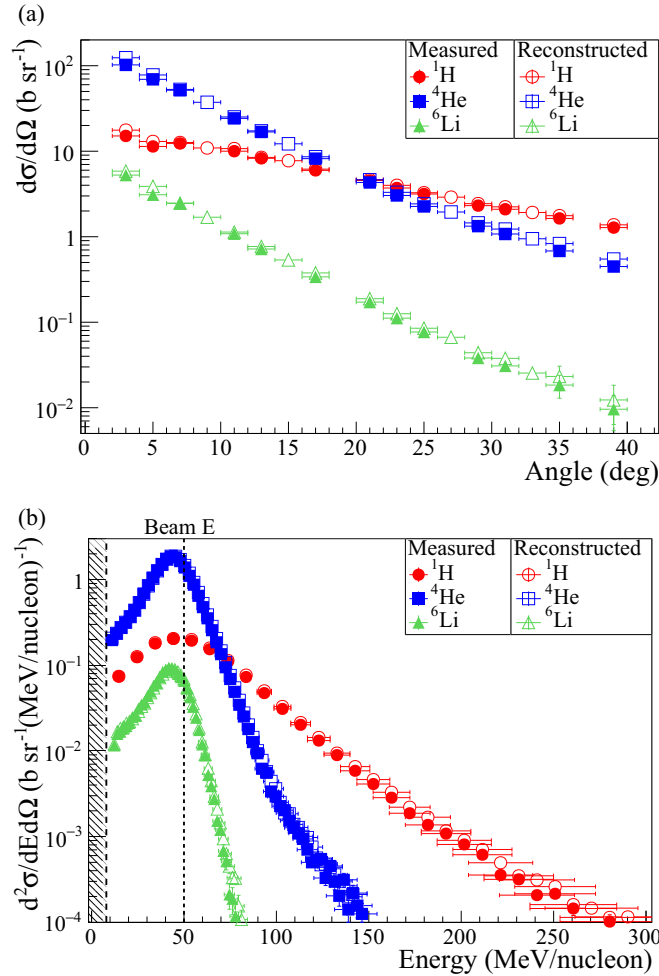 (a)
dσ/dΩ (b sr⁻¹)
10²
10
1
10⁻¹
10⁻²
Measured Reconstructed
¹H ¹H
⁴He ⁴He
⁶Li ⁶Li
0 5 10 15 20 25 30 35 40
Angle (deg)
(b)
Beam E
d²σ/dEdΩ (b sr⁻¹(MeV/nucleon)⁻¹)
1
10⁻¹
10⁻²
10⁻³
10⁻⁴
Measured Reconstructed
¹H ¹H
⁴He ⁴He
⁶Li ⁶Li
0 50 100 150 200 250 300
Energy (MeV/nucleon)